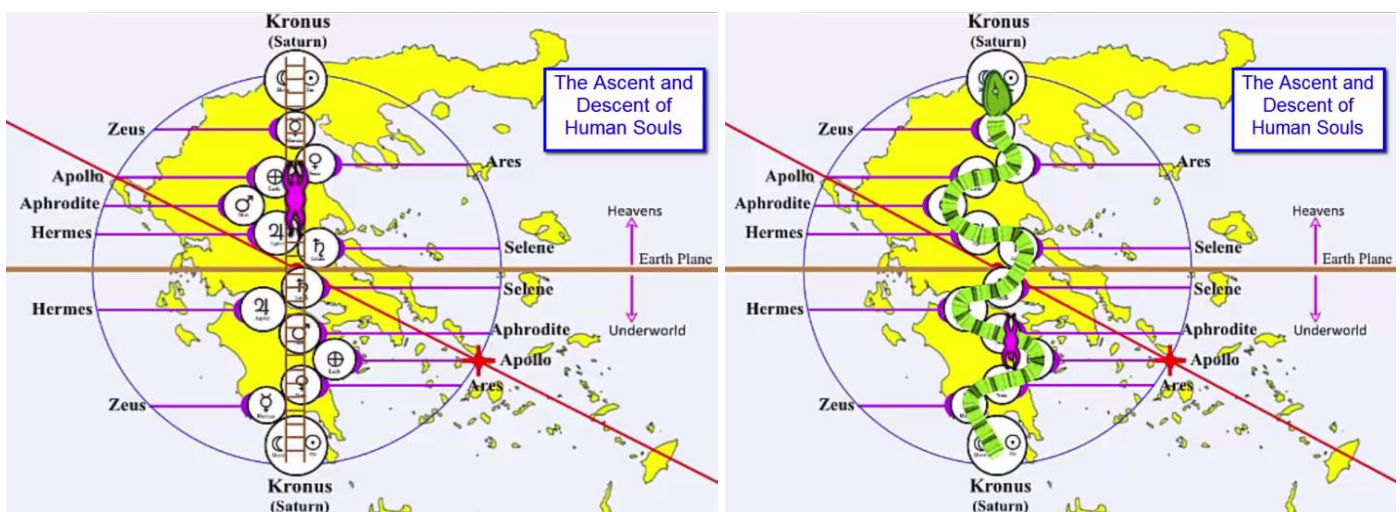 Kronus
(Saturn)
The Ascent and
Descent of
Human Souls
Zeus
Ares
Apollo
Aphrodite
Hermes
Selene
Heavens
Earth Plane
Selene
Hermes
Underworld
Aphrodite
Apollo
Ares
Zeus
Kronus
(Saturn)
Kronus
(Saturn)
The Ascent and
Descent of
Human Souls
Zeus
Ares
Apollo
Aphrodite
Hermes
Selene
Heavens
Earth Plane
Selene
Hermes
Underworld
Aphrodite
Apollo
Ares
Zeus
Kronus
(Saturn)